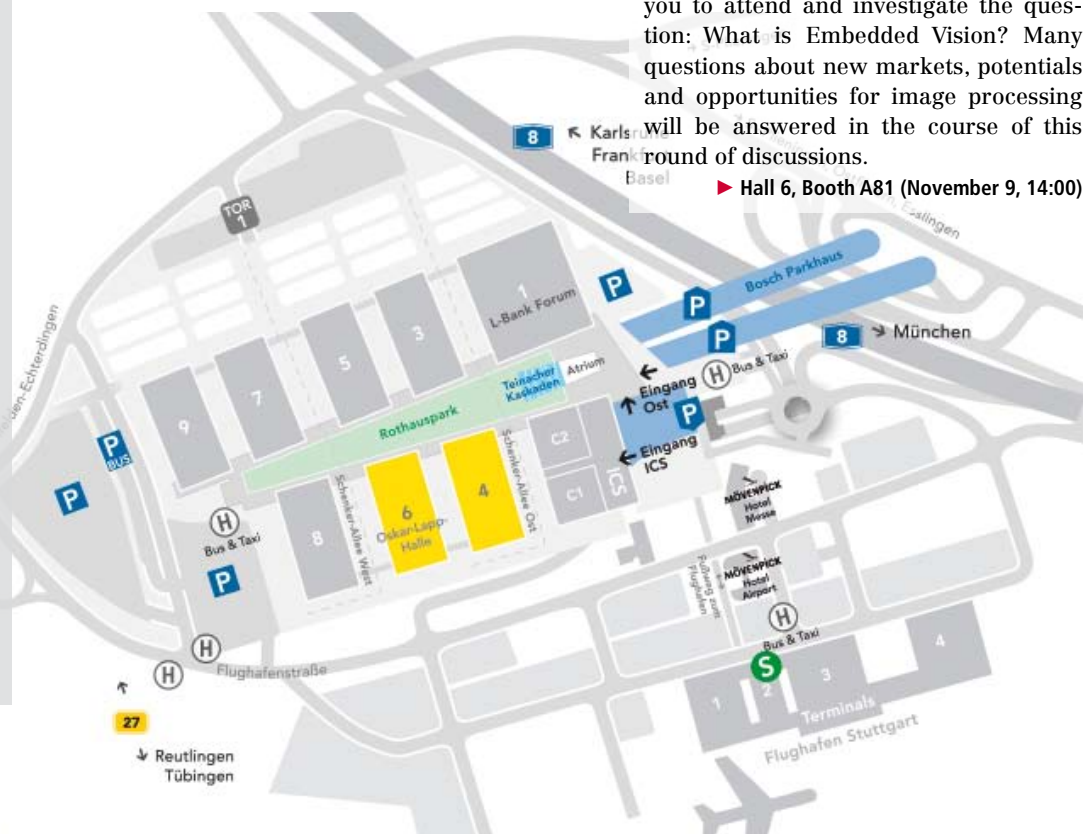 you to attend and investigate the ques-
tion: What is Embedded Vision? Many
questions about new markets, potentials
and opportunities for image processing
will be answered in the course of this
round of discussions.
► Hall 6, Booth A81 (November 9, 14:00)
8
Karlsruhe
Frankfurt
Basel
Esslingen
TOR
1
Bosch Parkhaus
P
P
P
8
München
H
Bus & Taxi
1
L-Bank Forum
3
5
7
9
Teinacher
Kaskaden
Atrium
Rothauspark
Eingang
Ost
P
Eingang
ICS
C2
C1
ICS
4
Schenker-Allee Ost
6
Oskar-Lapp-
Halle
Schenker-Allee West
8
P
BUS
P
H
Bus & Taxi
P
H
H
Flughafenstraße
27
Reutlingen
Tübingen
MÖVENPICK
Hotel
Messe
MÖVENPICK
Hotel
Airport
Fußweg zum
Flughafen
H
Bus & Taxi
S
1
2
3
4
Terminals
Flughafen Stuttgart